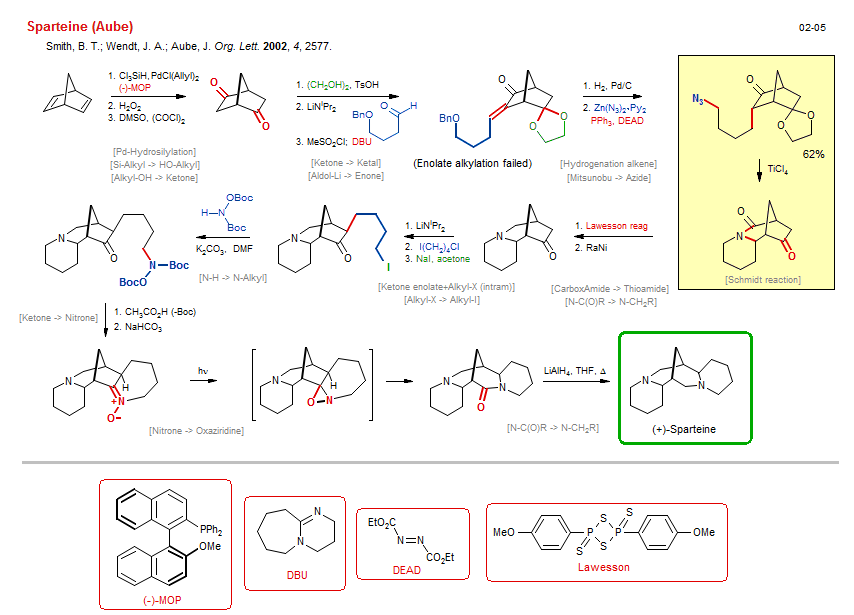 Sparteine (Aube)
02-05
Smith, B. T.; Wendt, J. A.; Aube, J. Org. Lett. 2002, 4, 2577.
1. Cl₃SiH, PdCl(Allyl)₂
(-)-MOP
2. H₂O₂
3. DMSO, (COCl)₂
[Pd-Hydrosilylation]
[Si-Alkyl -> HO-Alkyl]
[Alkyl-OH -> Ketone]
O
O
1. (CH₂OH)₂, TsOH
2. LiNⁱPr₂
O
H
BnO
3. MeSO₂Cl; DBU
[Ketone -> Ketal]
[Aldol-Li -> Enone]
O
BnO
O
O
(Enolate alkylation failed)
1. H₂, Pd/C
2. Zn(N₃)₂•Py₂
PPh₃, DEAD
[Hydrogenation alkene]
[Mitsunobu -> Azide]
N₃
O
O
O
62%
TiCl₄
O
N
O
[Schmidt reaction]
1. Lawesson reag
2. RaNi
[CarboxAmide -> Thioamide]
[N-C(O)R -> N-CH₂R]
N
O
1. LiNⁱPr₂
2. I(CH₂)₄Cl
3. NaI, acetone
[Ketone enolate+Alkyl-X (intram)]
[Alkyl-X -> Alkyl-I]
N
O
I
OBoc
H-N
Boc
K₂CO₃, DMF
[N-H -> N-Alkyl]
N
O
N-Boc
BocO
[Ketone -> Nitrone]
1. CH₃CO₂H (-Boc)
2. NaHCO₃
N
H
+N
O-
hν
[Nitrone -> Oxaziridine]
N
H
O-N
N
N
O
LiAlH₄, THF, Δ
[N-C(O)R -> N-CH₂R]
N
N
(+)-Sparteine
PPh₂
OMe
(-)-MOP
N
N
DBU
EtO₂C
N=N
CO₂Et
DEAD
MeO
S
S
P
P
S
S
OMe
Lawesson